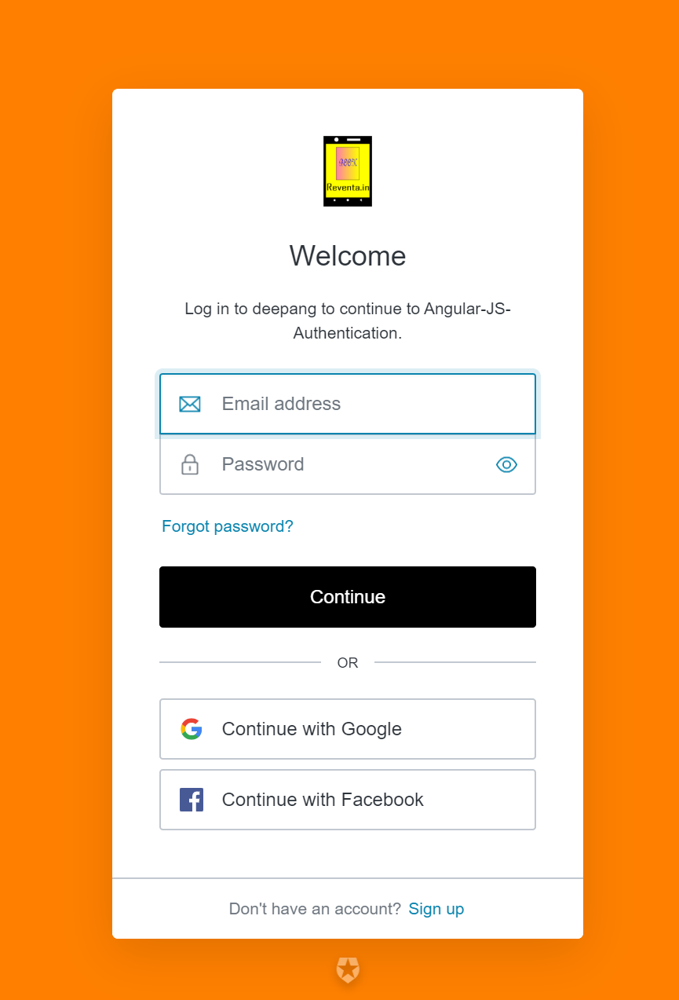 Reventa.in
Welcome
Log in to deepang to continue to Angular-JS-
Authentication.
Email address
Password
Forgot password?
Continue
OR
Continue with Google
Continue with Facebook
Don't have an account? Sign up